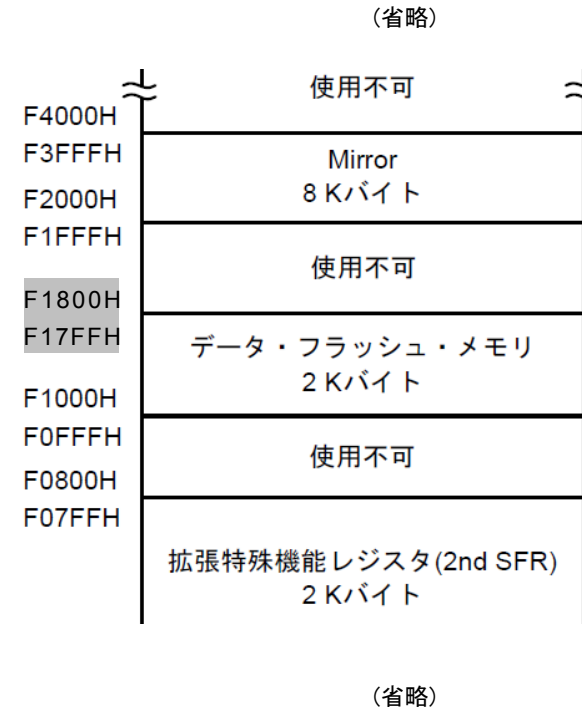 (省略)
使用不可
F4000H
F3FFFH
Mirror
8 Kバイト
F2000H
F1FFFH
使用不可
F1800H
F17FFH
データ・フラッシュ・メモリ
2 Kバイト
F1000H
F0FFFH
使用不可
F0800H
F07FFH
拡張特殊機能レジスタ(2nd SFR)
2 Kバイト
(省略)